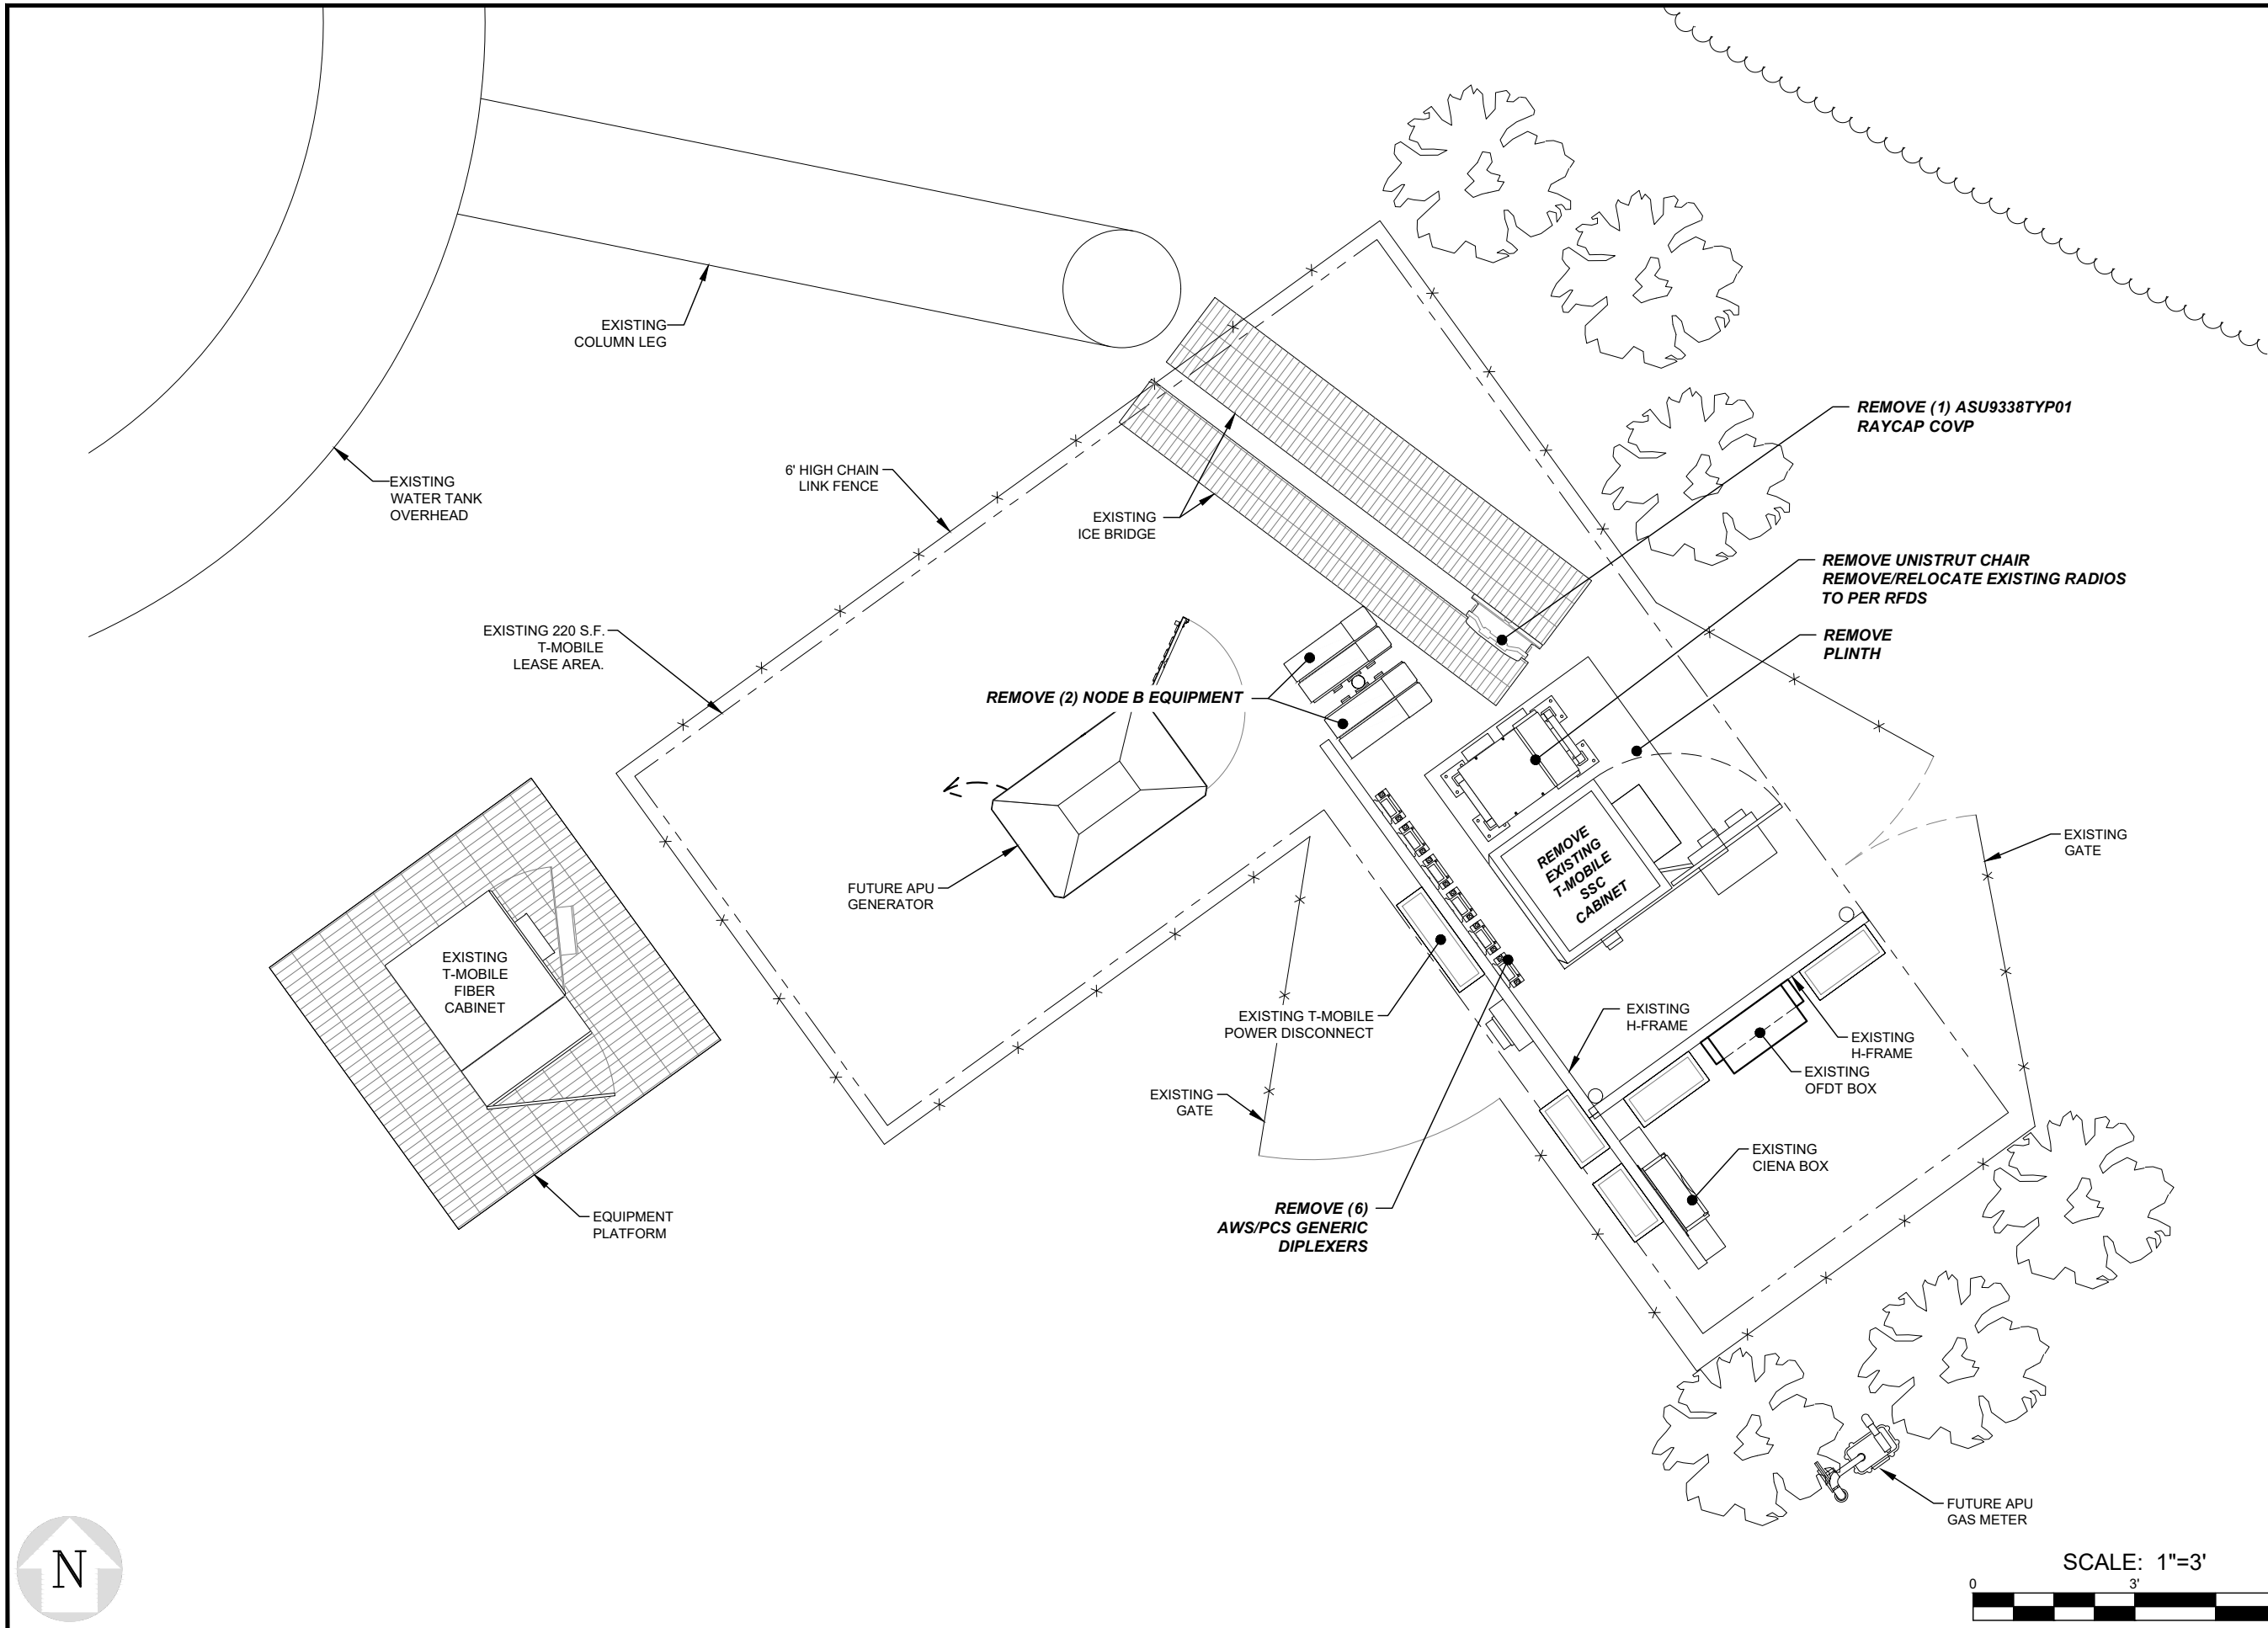 EXISTING
COLUMN LEG
REMOVE (1) ASU9338TYP01
RAYCAP COVP
EXISTING
WATER TANK
OVERHEAD
6' HIGH CHAIN
LINK FENCE
EXISTING
ICE BRIDGE
REMOVE UNISTRUT CHAIR
REMOVE/RELOCATE EXISTING RADIOS
TO PER RFDS
EXISTING 220 S.F.
T-MOBILE
LEASE AREA.
REMOVE
PLINTH
REMOVE (2) NODE B EQUIPMENT
REMOVE
EXISTING
T-MOBILE
SSC
CABINET
EXISTING
GATE
FUTURE APU
GENERATOR
EXISTING
T-MOBILE
FIBER
CABINET
EXISTING T-MOBILE
POWER DISCONNECT
EXISTING
H-FRAME
EXISTING
H-FRAME
EXISTING
OFDT BOX
EXISTING
GATE
EXISTING
CIENA BOX
REMOVE (6)
AWS/PCS GENERIC
DIPLEXERS
EQUIPMENT
PLATFORM
FUTURE APU
GAS METER
N
SCALE: 1"=3'
0 3'